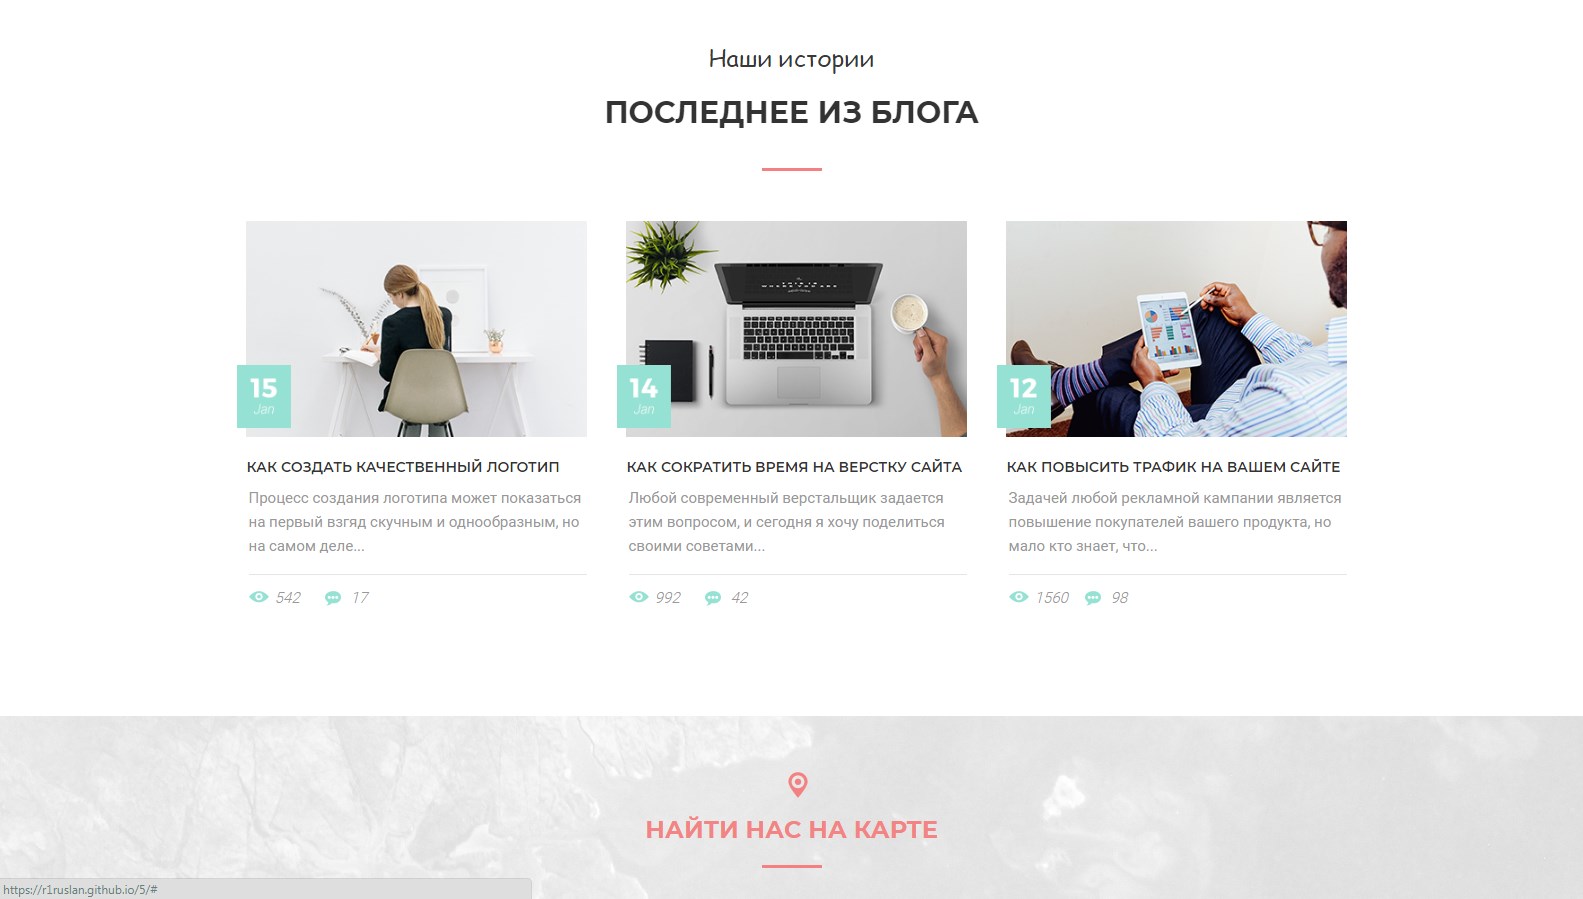 Наши истории
ПОСЛЕДНЕЕ ИЗ БЛОГА
15
Jan
КАК СОЗДАТЬ КАЧЕСТВЕННЫЙ ЛОГОТИП
Процесс создания логотипа может показаться
на первый взгяд скучным и однообразным, но
на самом деле...
542
17
14
Jan
КАК СОКРАТИТЬ ВРЕМЯ НА ВЕРСТКУ САЙТА
Любой современный верстальщик задается
этим вопросом, и сегодня я хочу поделиться
своими советами...
992
42
12
Jan
КАК ПОВЫСИТЬ ТРАФИК НА ВАШЕМ САЙТЕ
Задачей любой рекламной кампании является
повышение покупателей вашего продукта, но
мало кто знает, что...
1560
98
НАЙТИ НАС НА КАРТЕ
https://r1ruslan.github.io/5/#